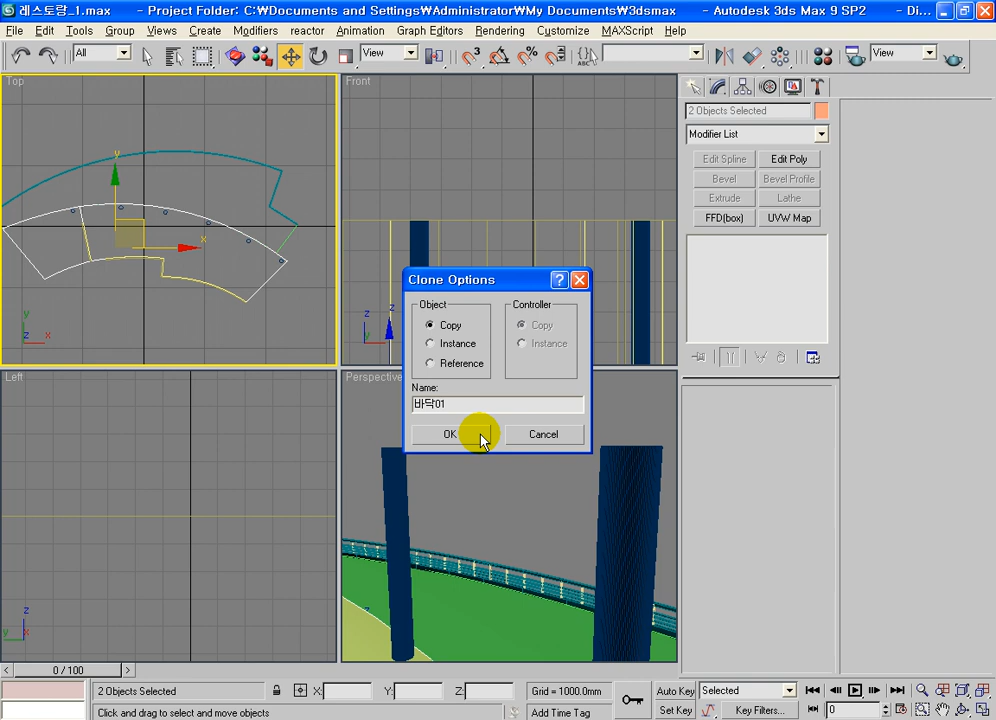 레스토랑_1.max - Project Folder: C:₩Documents and Settings₩Administrator₩My Documents₩3dsmax - Autodesk 3ds Max 9 SP2 - Di...
File Edit Tools Group Views Create Modifiers reactor Animation Graph Editors Rendering Customize MAXScript Help
All View View
Top
Front
2 Objects Selected
Modifier List
Edit Spline Edit Poly
Bevel Bevel Profile
Extrude Lathe
FFD(box) UVW Map
y
x
z
y
z x
z
x
Clone Options
Object Controller
Copy Copy
Instance Instance
Reference
Name:
바닥01
OK Cancel
Left
Perspective
z
y x
z
< 0 / 100 >
2 Objects Selected X: Y: Z: Grid = 1000.0mm Auto Key Selected
Click and drag to select and move objects Add Time Tag Set Key Key Filters... 0